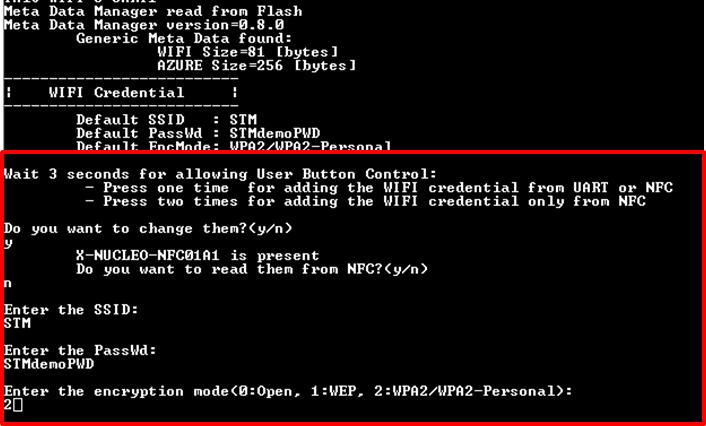 Meta Data Manager read from Flash
Meta Data Manager version=0.8.0
Generic Meta Data found:
WIFI Size=81 [bytes]
AZURE Size=256 [bytes]
WIFI Credential
Default SSID : STM
Default PassWd : STMdemoPWD
Default EncMode: WPA2/WPA2-Personal
Wait 3 seconds for allowing User Button Control:
- Press one time for adding the WIFI credential from UART or NFC
- Press two times for adding the WIFI credential only from NFC
Do you want to change them?(y/n)
y
X-NUCLEO-NFC01A1 is present
Do you want to read them from NFC?(y/n)
n
Enter the SSID:
STM
Enter the PassWd:
STMdemoPWD
Enter the encryption mode(0:Open, 1:WEP, 2:WPA2/WPA2-Personal):
2